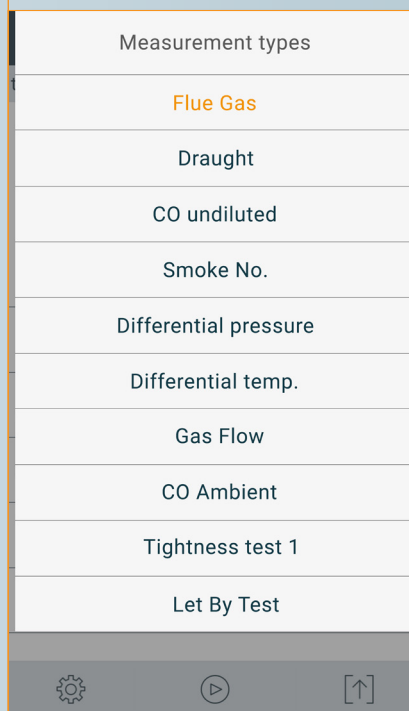 Measurement types
Flue Gas
Draught
CO undiluted
Smoke No.
Differential pressure
Differential temp.
Gas Flow
CO Ambient
Tightness test 1
Let By Test